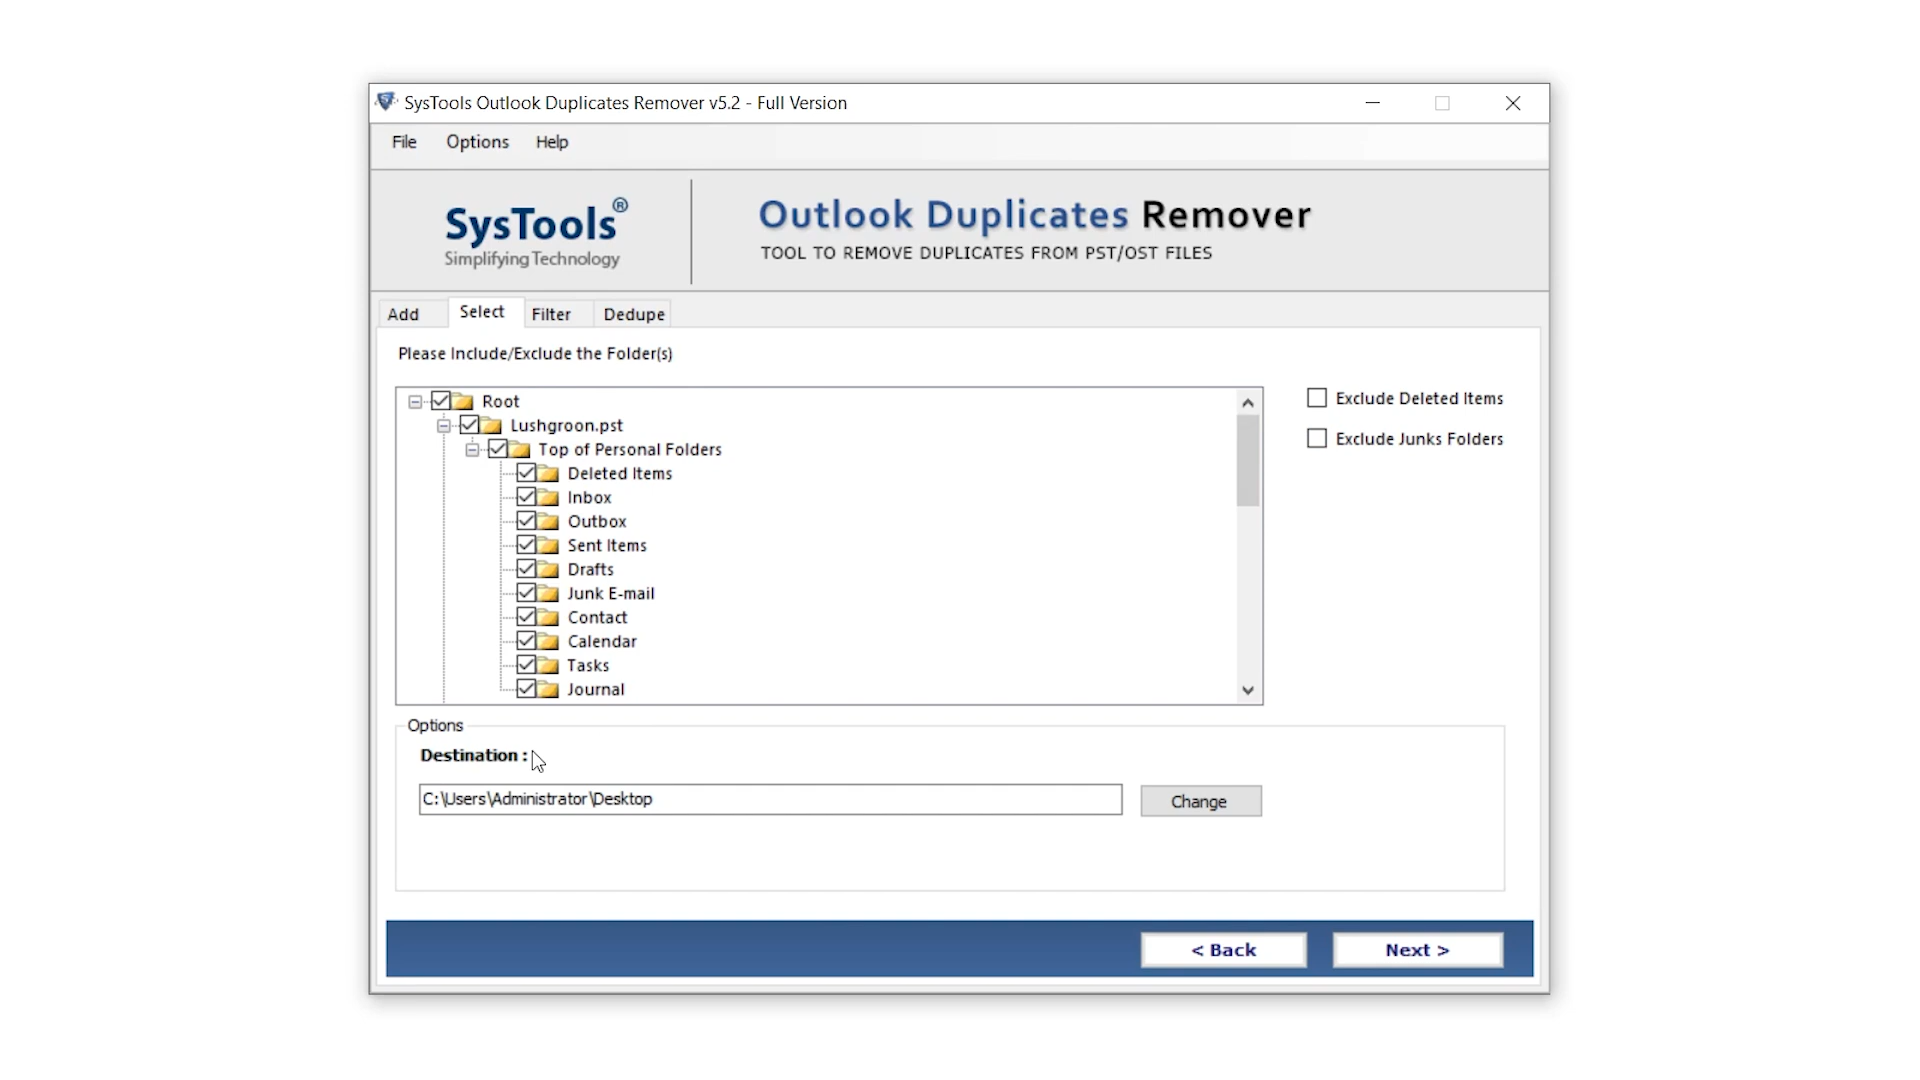 SysTools Outlook Duplicates Remover v5.2 - Full Version
File Options Help
SysTools®
Simplifying Technology
Outlook Duplicates Remover
TOOL TO REMOVE DUPLICATES FROM PST/OST FILES
Add Select Filter Dedupe
Please Include/Exclude the Folder(s)
Root
Lushgroon.pst
Top of Personal Folders
Deleted Items
Inbox
Outbox
Sent Items
Drafts
Junk E-mail
Contact
Calendar
Tasks
Journal
Exclude Deleted Items
Exclude Junks Folders
Options
Destination :
C:\Users\Administrator\Desktop
Change
< Back Next >